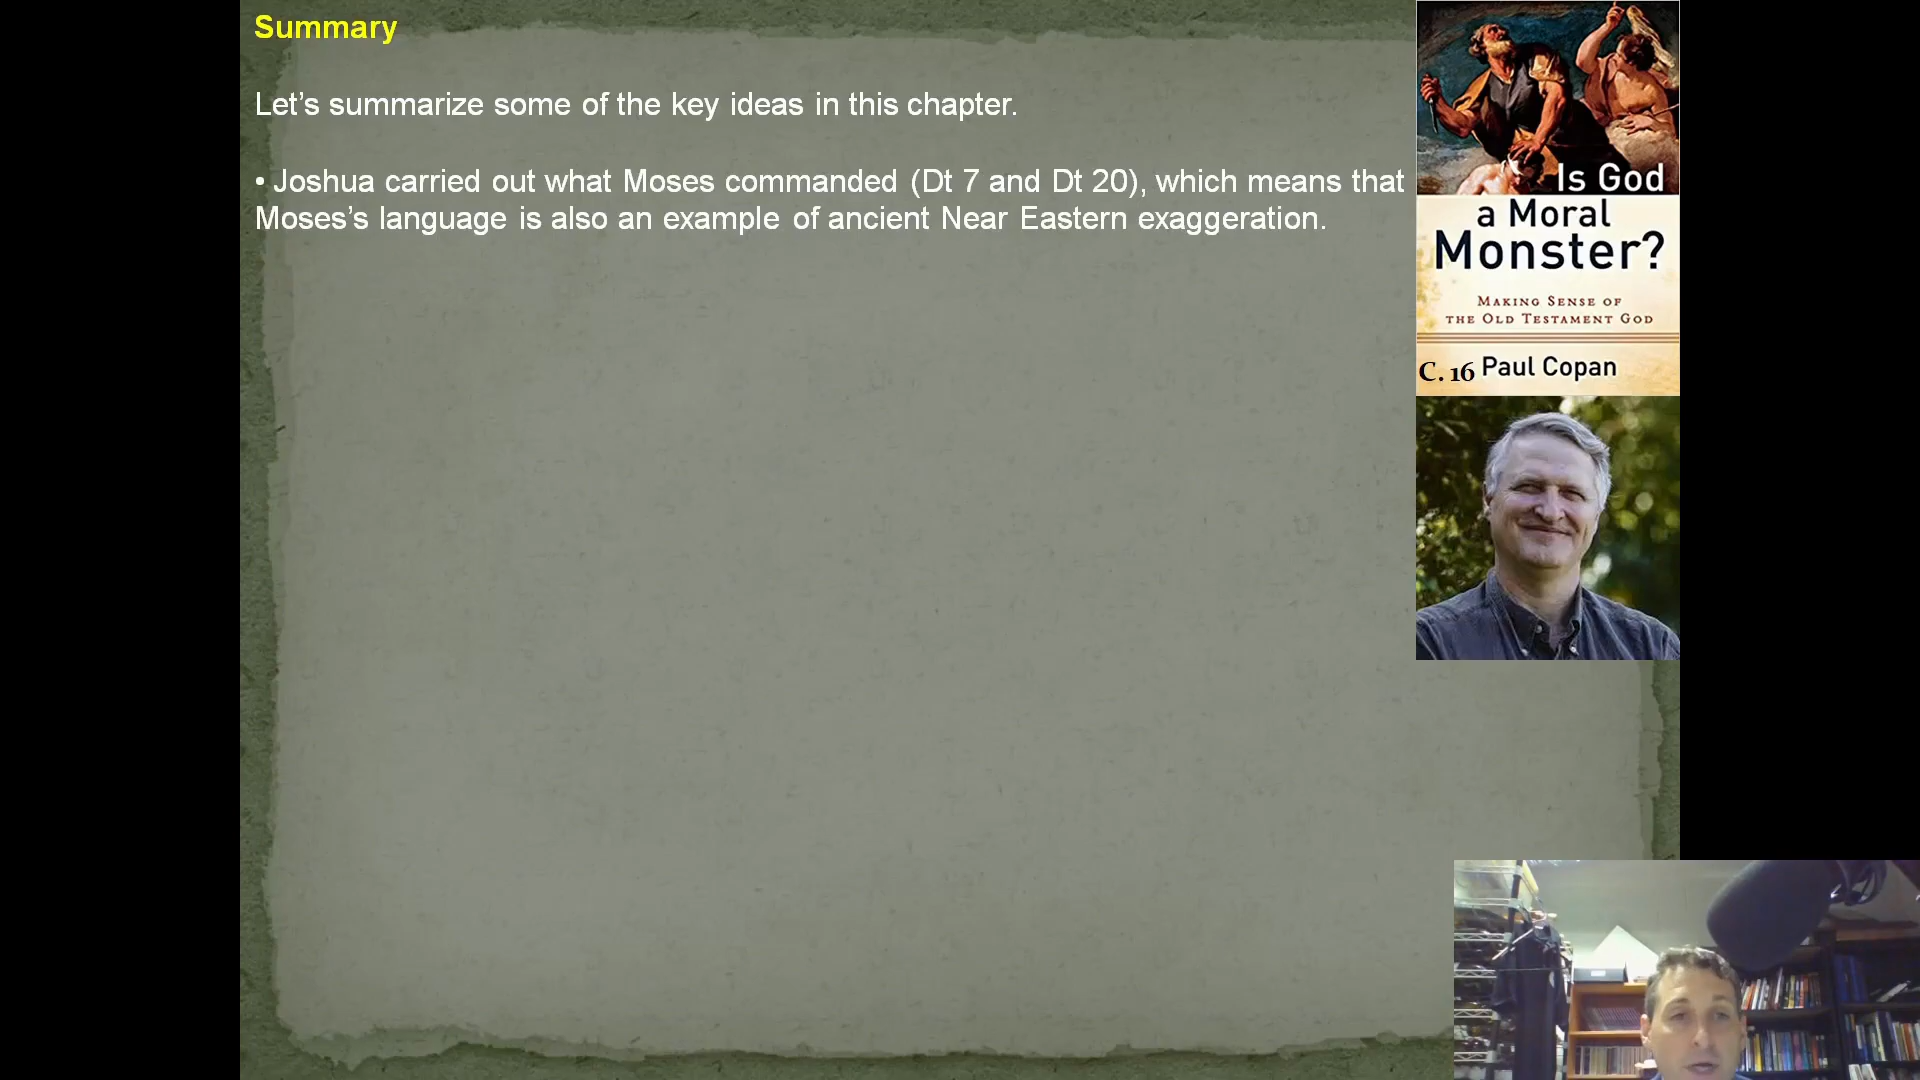 Summary
Let’s summarize some of the key ideas in this chapter.
• Joshua carried out what Moses commanded (Dt 7 and Dt 20), which means that
Moses’s language is also an example of ancient Near Eastern exaggeration.
Is God
a Moral
Monster?
Making Sense of
the Old Testament God
C. 16 Paul Copan